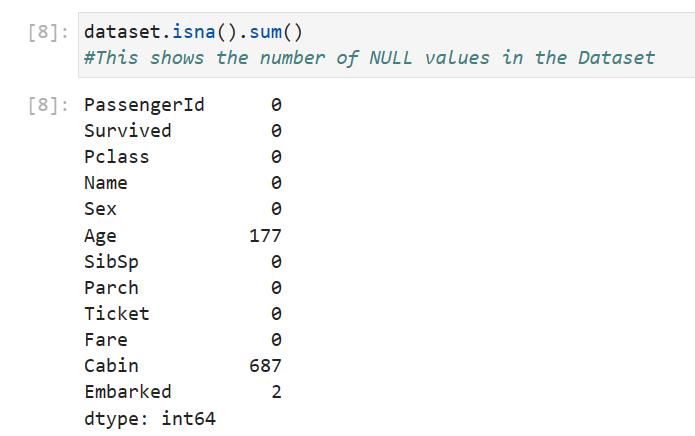 [8]: dataset.isna().sum()
#This shows the number of NULL values in the Dataset
[8]: PassengerId 0
Survived 0
Pclass 0
Name 0
Sex 0
Age 177
SibSp 0
Parch 0
Ticket 0
Fare 0
Cabin 687
Embarked 2
dtype: int64